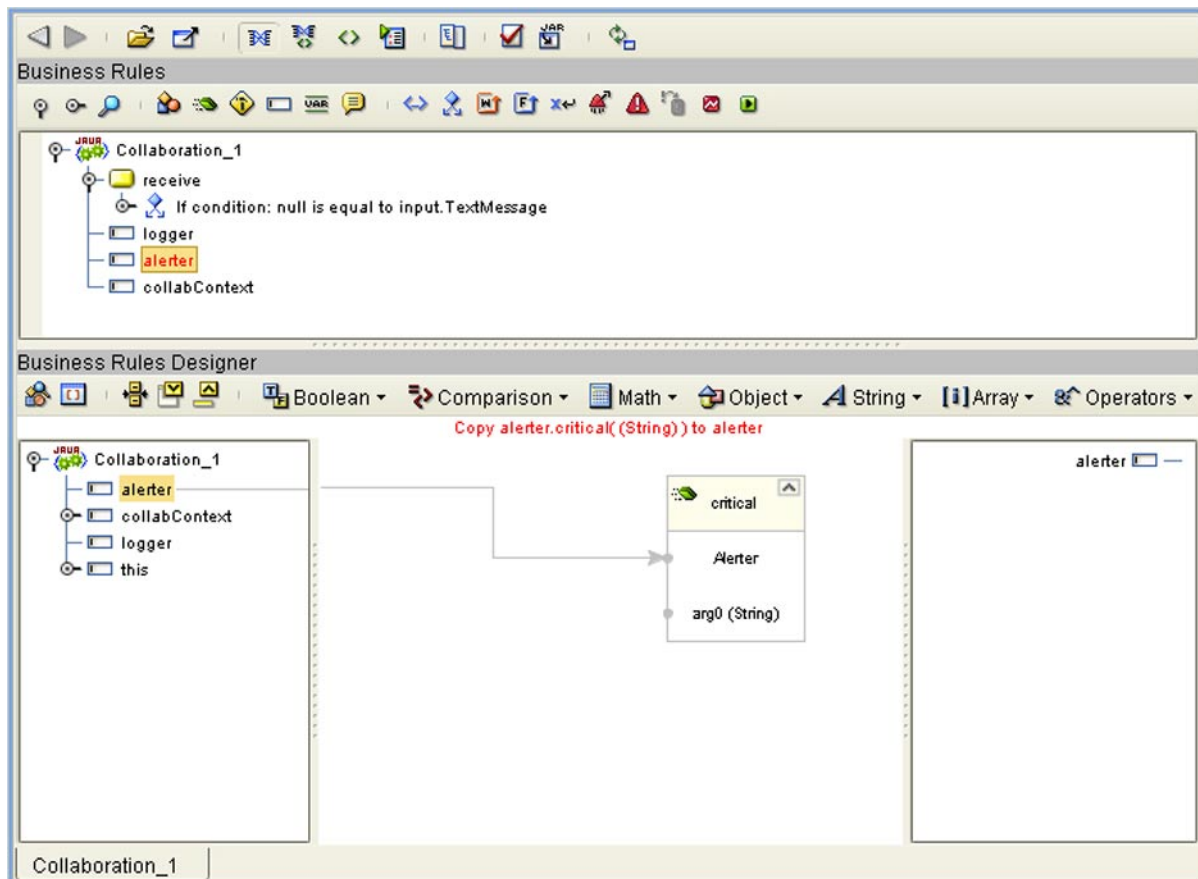 JAR
Business Rules
VAR
W
F
JAVA
Collaboration_1
receive
If condition: null is equal to input.TextMessage
logger
alerter
collabContext
Business Rules Designer
Boolean Comparison Math Object A String [i] Array Operators
Copy alerter.critical( (String) ) to alerter
JAVA
Collaboration_1
alerter
collabContext
logger
this
critical
Alerter
arg0 (String)
alerter
Collaboration_1